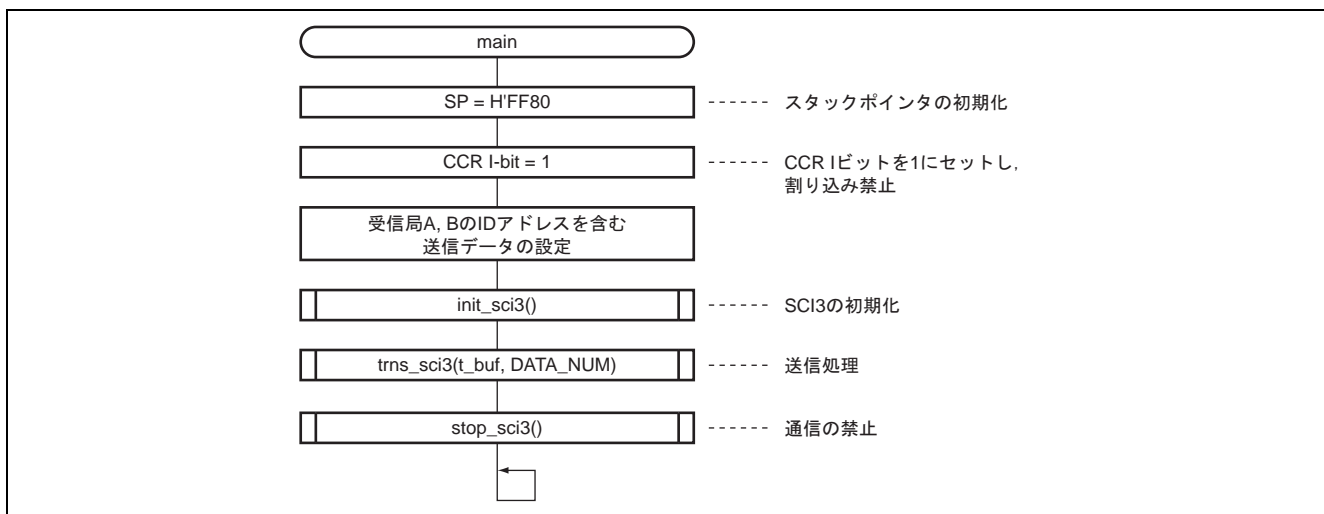 main
SP = H'FF80
スタックポインタの初期化
CCR I-bit = 1
CCR Iビットを1にセットし,
割り込み禁止
受信局A, BのIDアドレスを含む
送信データの設定
init_sci3()
SCI3の初期化
trns_sci3(t_buf, DATA_NUM)
送信処理
stop_sci3()
通信の禁止